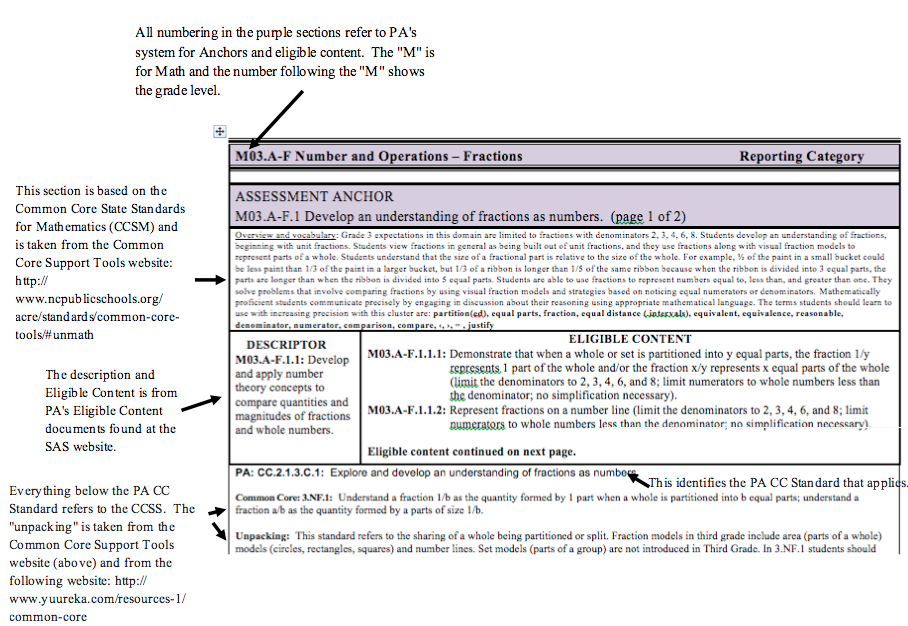 All numbering in the purple sections refer to PA's
system for Anchors and eligible content. The "M" is
for Math and the number following the "M" shows
the grade level.
M03.A-F Number and Operations – Fractions Reporting Category
This section is based on the
Common Core State Standards
for Mathematics (CCSM) and
is taken from the Common
Core Support Tools website:
http://
www.ncpublicschools.org/
acre/standards/common-core-
tools/#unmath
ASSESSMENT ANCHOR
M03.A-F.1 Develop an understanding of fractions as numbers. (page 1 of 2)
Overview and vocabulary: Grade 3 expectations in this domain are limited to fractions with denominators 2, 3, 4, 6, 8. Students develop an understanding of fractions,
beginning with unit fractions. Students view fractions in general as being built out of unit fractions, and they use fractions along with visual fraction models to
represent parts of a whole. Students understand that the size of a fractional part is relative to the size of the whole. For example, ½ of the paint in a small bucket could
be less paint than 1/3 of the paint in a larger bucket, but 1/3 of a ribbon is longer than 1/5 of the same ribbon because when the ribbon is divided into 3 equal parts, the
parts are longer than when the ribbon is divided into 5 equal parts. Students are able to use fractions to represent numbers equal to, less than, and greater than one. They
solve problems that involve comparing fractions by using visual fraction models and strategies based on noticing equal numerators or denominators. Mathematically
proficient students communicate precisely by engaging in discussion about their reasoning using appropriate mathematical language. The terms students should learn to
use with increasing precision with this cluster are: partition(ed), equal parts, fraction, equal distance (intervals), equivalent, equivalence, reasonable,
denominator, numerator, comparison, compare, ‹, ›, = , justify
The description and
Eligible Content is from
PA's Eligible Content
documents found at the
SAS website.
DESCRIPTOR
M03.A-F.1.1: Develop
and apply number
theory concepts to
compare quantities and
magnitudes of fractions
and whole numbers.
ELIGIBLE CONTENT
M03.A-F.1.1.1: Demonstrate that when a whole or set is partitioned into y equal parts, the fraction 1/y
represents 1 part of the whole and/or the fraction x/y represents x equal parts of the whole
(limit the denominators to 2, 3, 4, 6, and 8; limit numerators to whole numbers less than
the denominator; no simplification necessary).
M03.A-F.1.1.2: Represent fractions on a number line (limit the denominators to 2, 3, 4, 6, and 8; limit
numerators to whole numbers less than the denominator; no simplification necessary).
Eligible content continued on next page.
PA: CC.2.1.3.C.1: Explore and develop an understanding of fractions as numbers.
This identifies the PA CC Standard that applies.
Everything below the PA CC
Standard refers to the CCSS. The
"unpacking" is taken from the
Common Core Support Tools
website (above) and from the
following website: http://
www.yuureka.com/resources-1/
common-core
Common Core: 3.NF.1: Understand a fraction 1/b as the quantity formed by 1 part when a whole is partitioned into b equal parts; understand a
fraction a/b as the quantity formed by a parts of size 1/b.
Unpacking: This standard refers to the sharing of a whole being partitioned or split. Fraction models in third grade include area (parts of a whole)
models (circles, rectangles, squares) and number lines. Set models (parts of a group) are not introduced in Third Grade. In 3.NF.1 students should